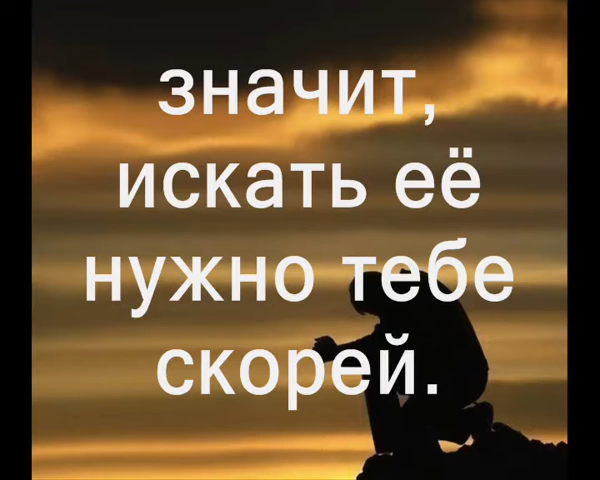 значит,
искать её
нужно тебе
скорей.